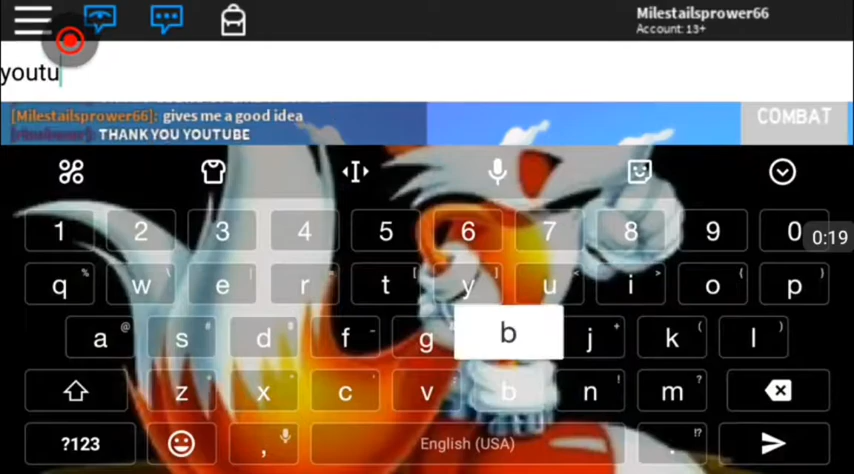 Milestailsprower66
Account: 13+
youtu
[Milestailsprower66]: gives me a good idea
THANK YOU YOUTUBE
COMBAT
1 2 3 4 5 6 7 8 9 0
0:19
q w e r t y u i o p
a s d f g b j k l
z x c v b n m
?123 , English (USA) . !?